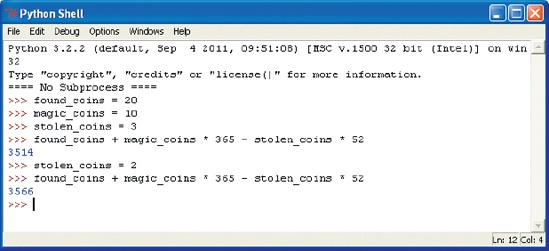 Python Shell
File Edit Debug Options Windows Help
Python 3.2.2 (default, Sep 4 2011, 09:51:08) [MSC v.1500 32 bit (Intel)] on win
32
Type "copyright", "credits" or "license()" for more information.
==== No Subprocess ====
>>> found_coins = 20
>>> magic_coins = 10
>>> stolen_coins = 3
>>> found_coins + magic_coins * 365 - stolen_coins * 52
3514
>>> stolen_coins = 2
>>> found_coins + magic_coins * 365 - stolen_coins * 52
3566
>>>
Ln: 12 Col: 4